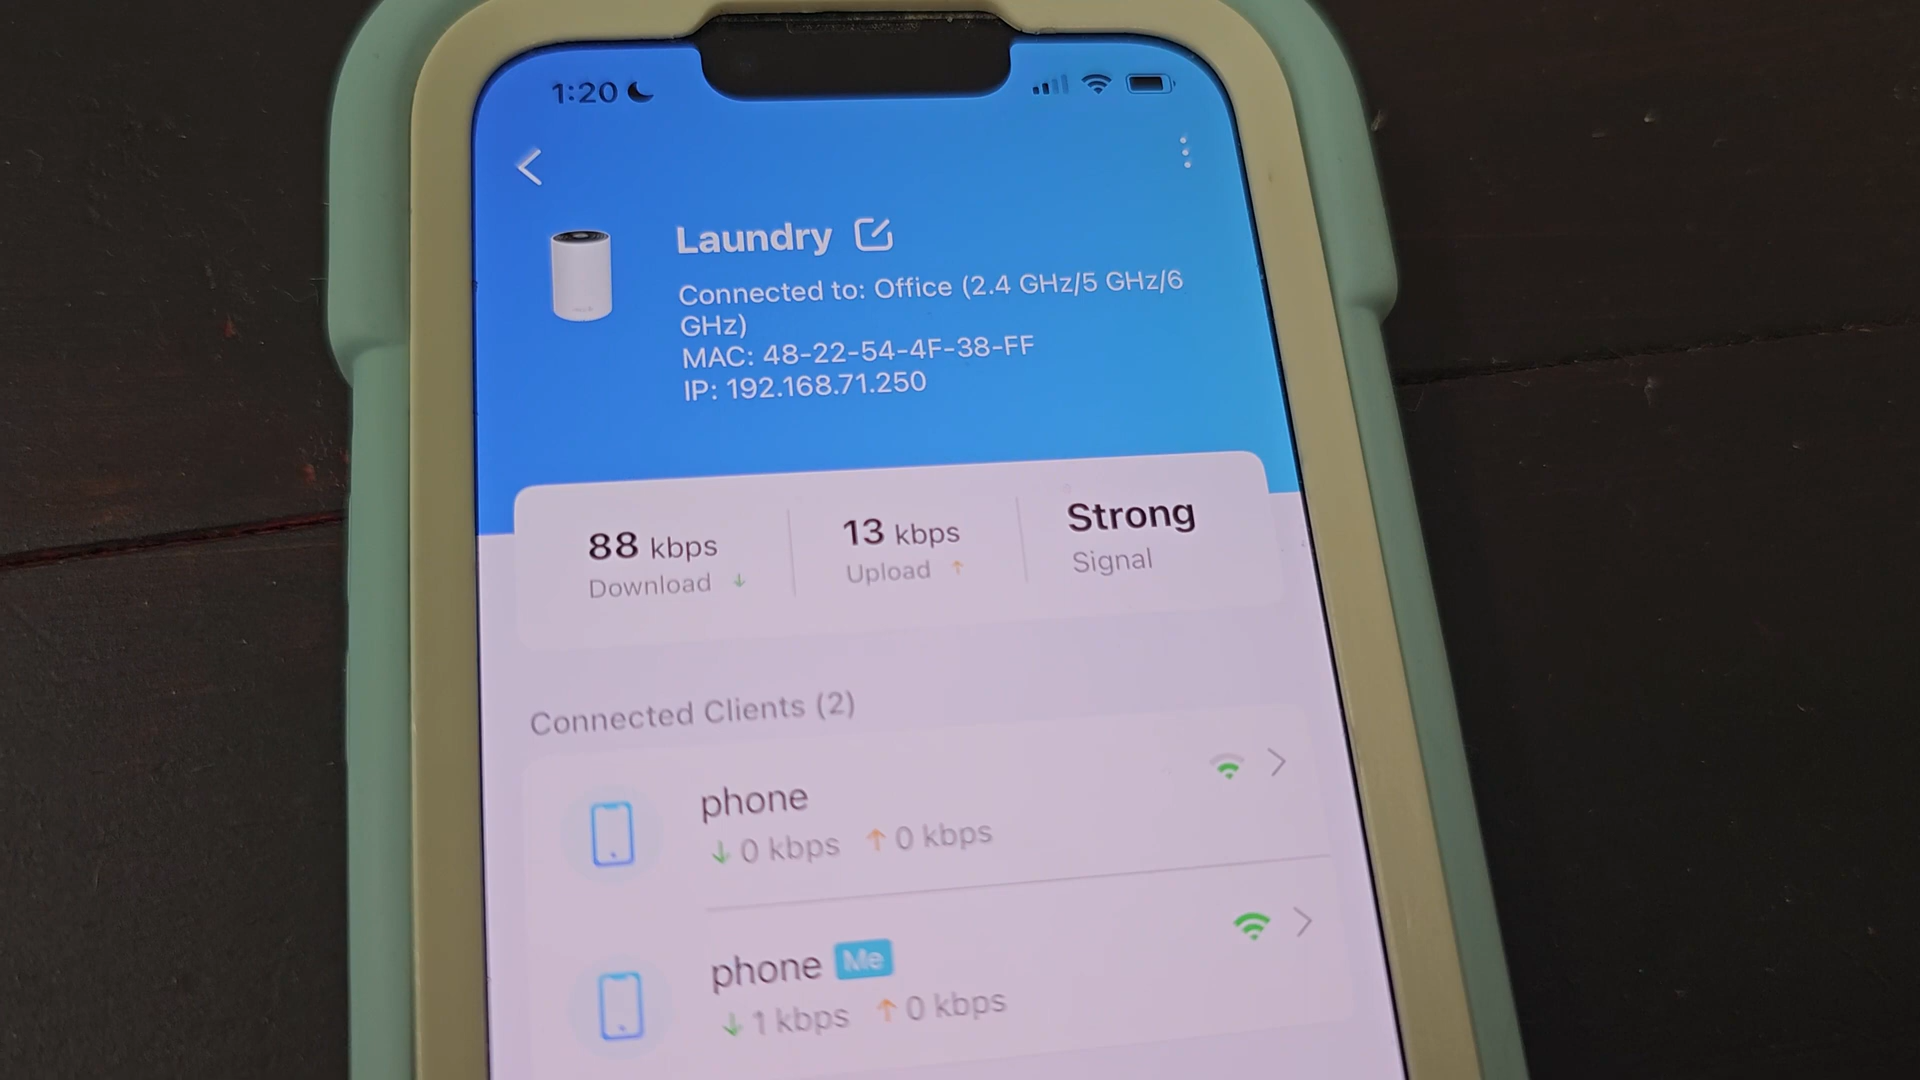 1:20
Laundry
Connected to: Office (2.4 GHz/5 GHz/6
GHz)
MAC: 48-22-54-4F-38-FF
IP: 192.168.71.250
88 kbps
Download ↓
13 kbps
Upload ↑
Strong
Signal
Connected Clients (2)
phone
↓ 0 kbps ↑ 0 kbps
phone Me
↓ 1 kbps ↑ 0 kbps